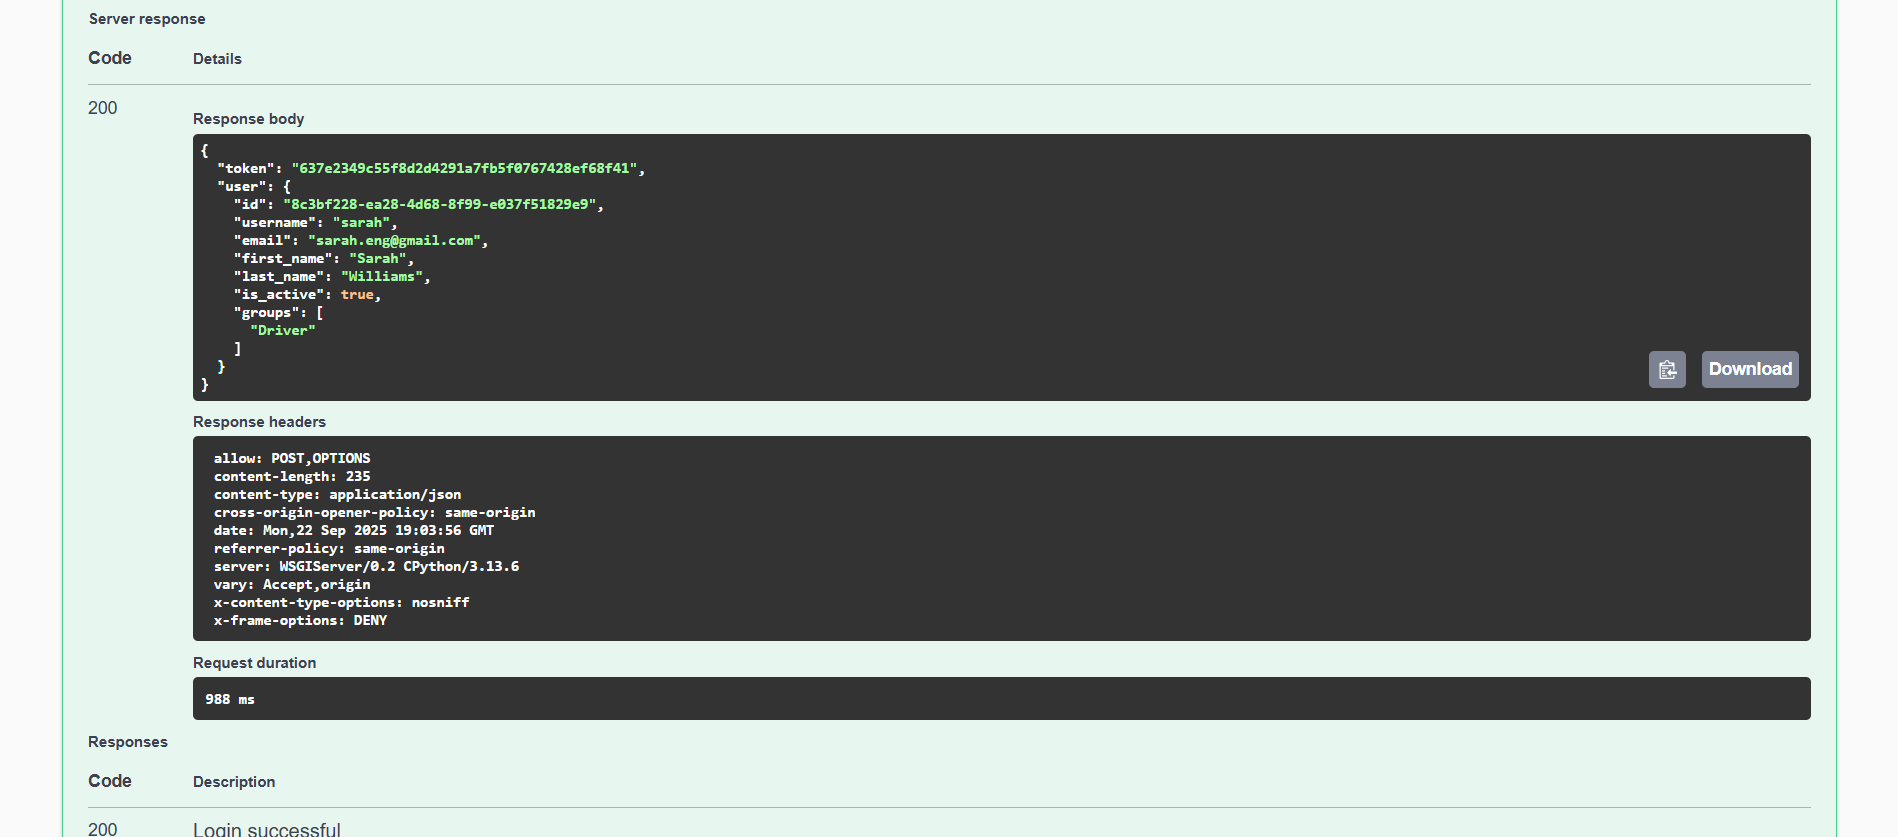 Server response
Code Details
200
Response body
{
  "token": "637e2349c55f8d2d4291a7fb5f0767428ef68f41",
  "user": {
    "id": "8c3bf228-ea28-4d68-8f99-e037f51829e9",
    "username": "sarah",
    "email": "sarah.eng@gmail.com",
    "first_name": "Sarah",
    "last_name": "Williams",
    "is_active": true,
    "groups": [
      "Driver"
    ]
  }
}
Download
Response headers
allow: POST,OPTIONS
content-length: 235
content-type: application/json
cross-origin-opener-policy: same-origin
date: Mon,22 Sep 2025 19:03:56 GMT
referrer-policy: same-origin
server: WSGIServer/0.2 CPython/3.13.6
vary: Accept,origin
x-content-type-options: nosniff
x-frame-options: DENY
Request duration
988 ms
Responses
Code Description
200 Login successful